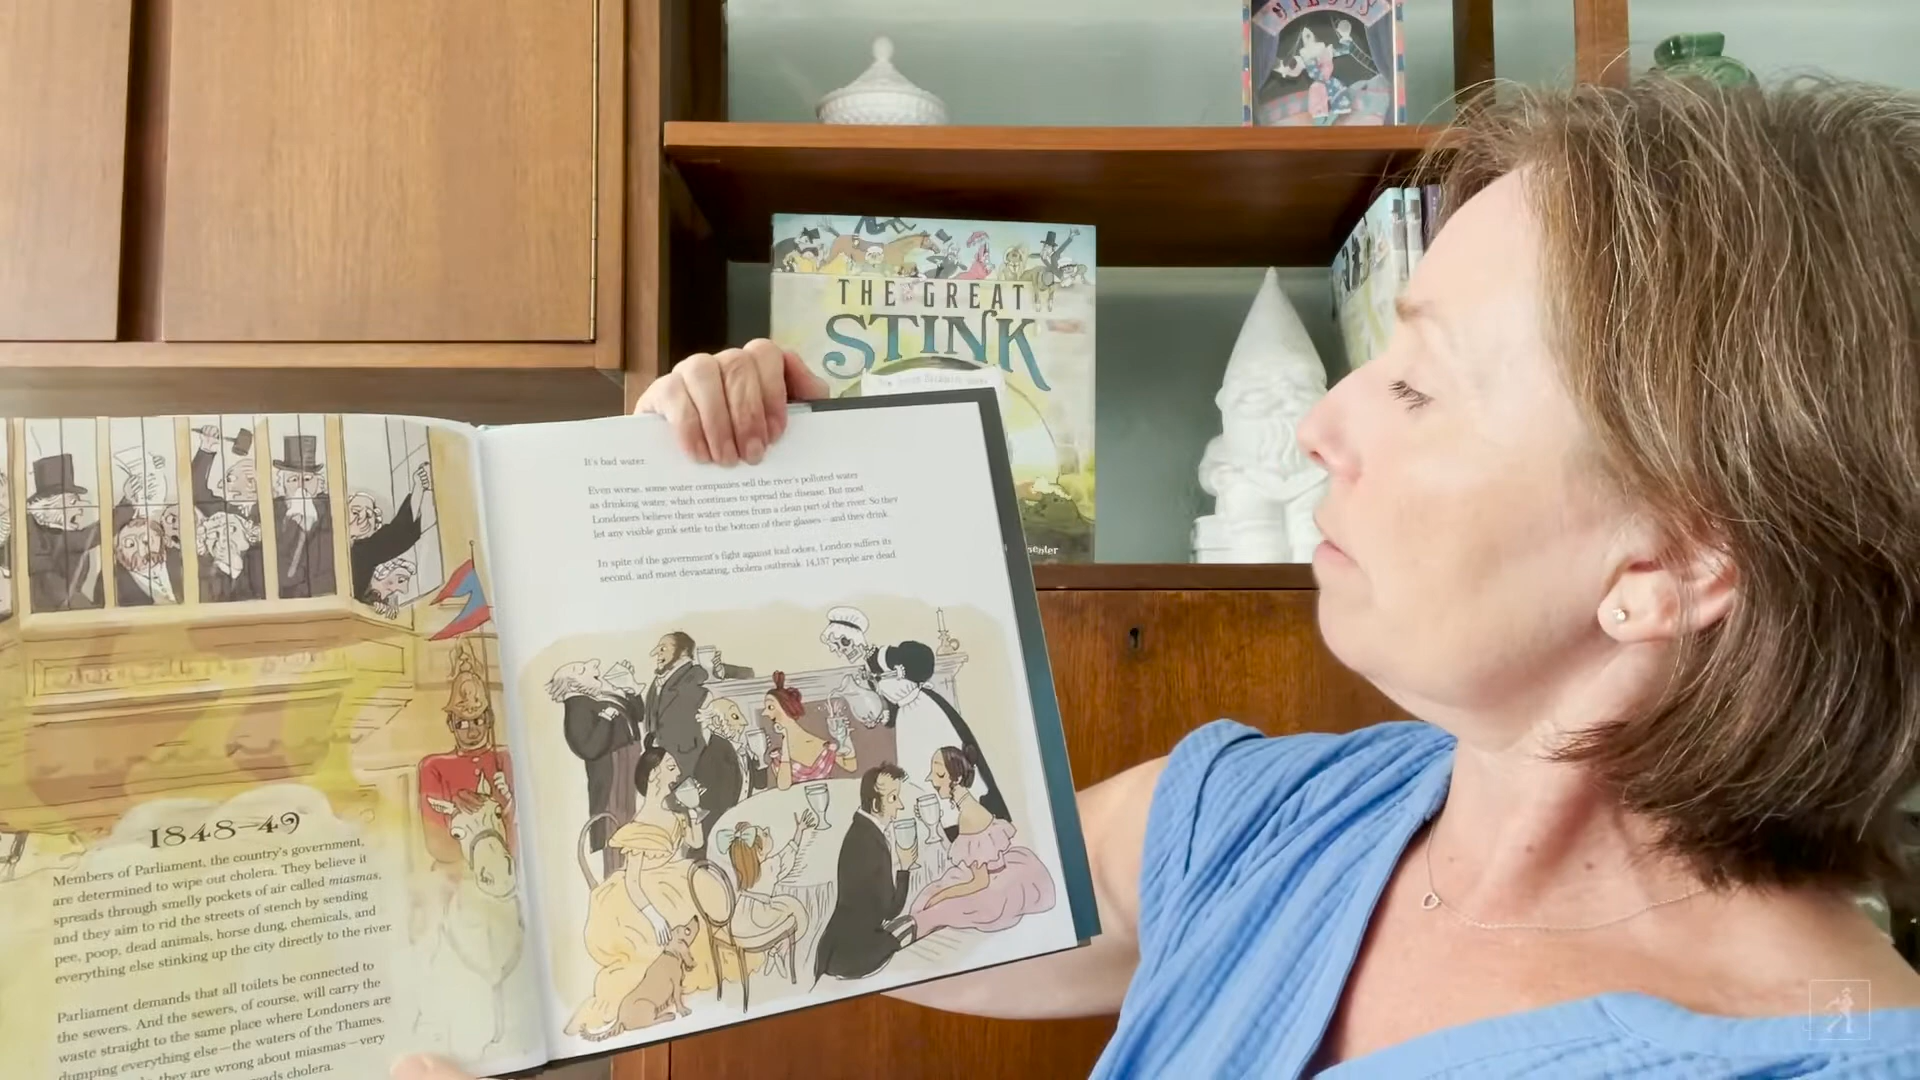 CIRCUS
THE GREAT
STINK
1848–49
Members of Parliament, the country's government,
are determined to wipe out cholera. They believe it
spreads through smelly pockets of air called miasmas,
and they aim to rid the streets of stench by sending
pee, poop, dead animals, horse dung, chemicals, and
everything else stinking up the city directly to the river.
Parliament demands that all toilets be connected to
the sewers. And the sewers, of course, will carry the
waste straight to the same place where Londoners are
dumping everything else—the waters of the Thames.
they are wrong about miasmas—very
cholera.
It's bad water.
Even worse, some water companies sell the river's polluted water
as drinking water, which continues to spread the disease. But most
Londoners believe their water comes from a clean part of the river. So they
let any visible gunk settle to the bottom of their glasses—and they drink.
In spite of the government's fight against foul odors, London suffers its
second, and most devastating, cholera outbreak. 14,137 people are dead.